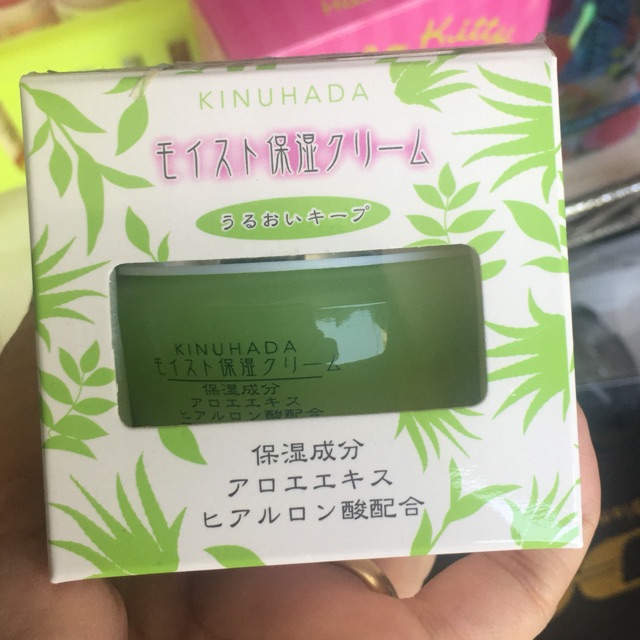 Kitty
KINUHADA
モイスト保湿クリーム
うるおいキープ
KINUHADA
モイスト保湿クリーム
保湿成分
アロエエキス
ヒアルロン酸配合
保湿成分
アロエエキス
ヒアルロン酸配合